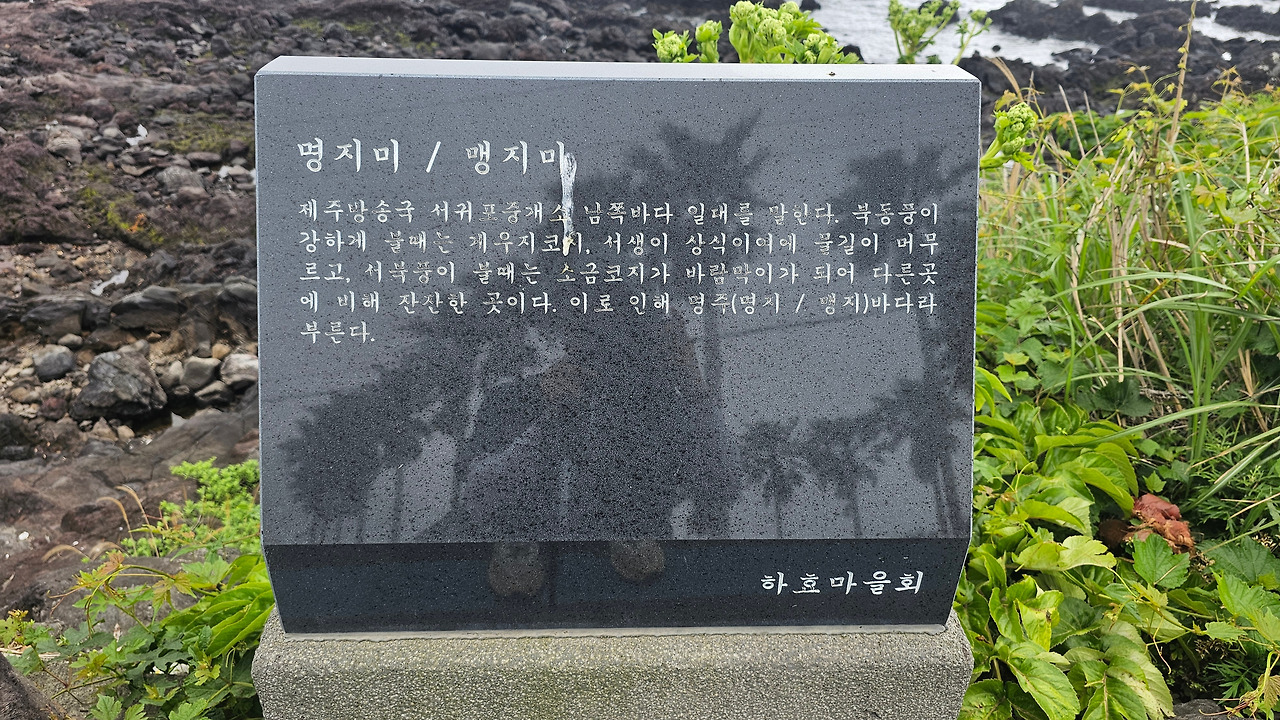 명지미 / 맹지미
제주방송국 서귀포중개소 남쪽바다 일대를 말한다. 북동풍이
강하게 불때는 게우지코지, 서생이 상식이여에 물길이 머무
르고, 서북풍이 불때는 소금코지가 바람막이가 되어 다른곳
에 비해 잔잔한 곳이다. 이로 인해 명주(명지 / 맹지)바다라
부른다.
하효마을회